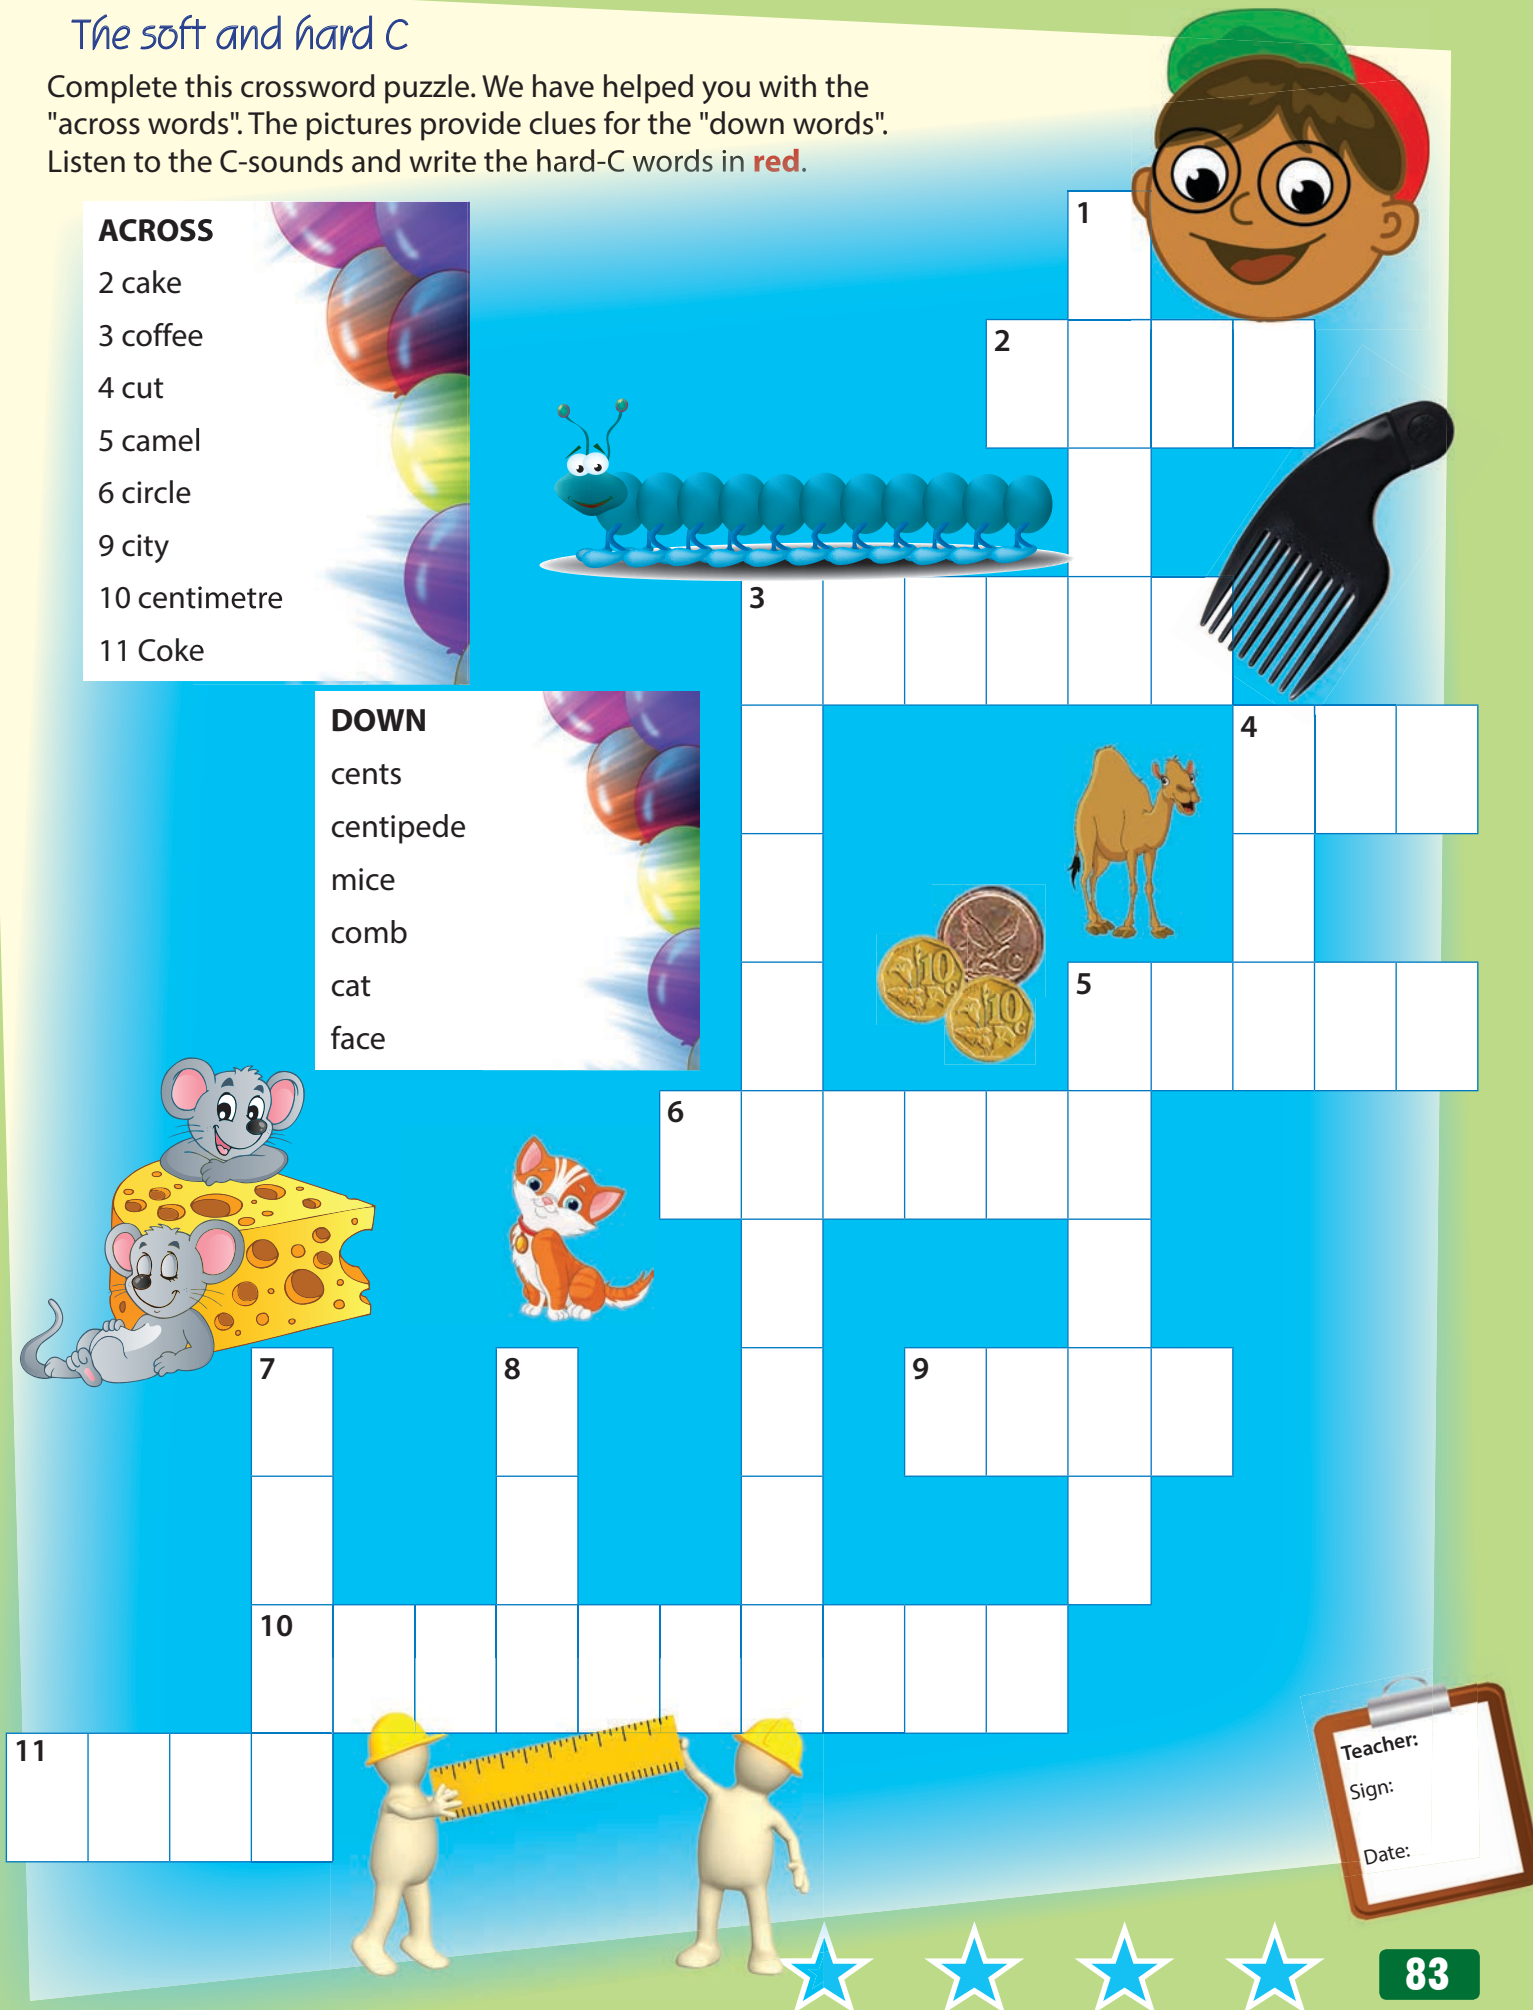 The soft and hard C
Complete this crossword puzzle. We have helped you with the
"across words". The pictures provide clues for the "down words".
Listen to the C-sounds and write the hard-C words in red.
ACROSS
2 cake
3 coffee
4 cut
5 camel
6 circle
9 city
10 centimetre
11 Coke
DOWN
cents
centipede
mice
comb
cat
face
1
2
3
4
10c
10c
5
6
7
8
9
10
11
Teacher:
Sign:
Date:
83